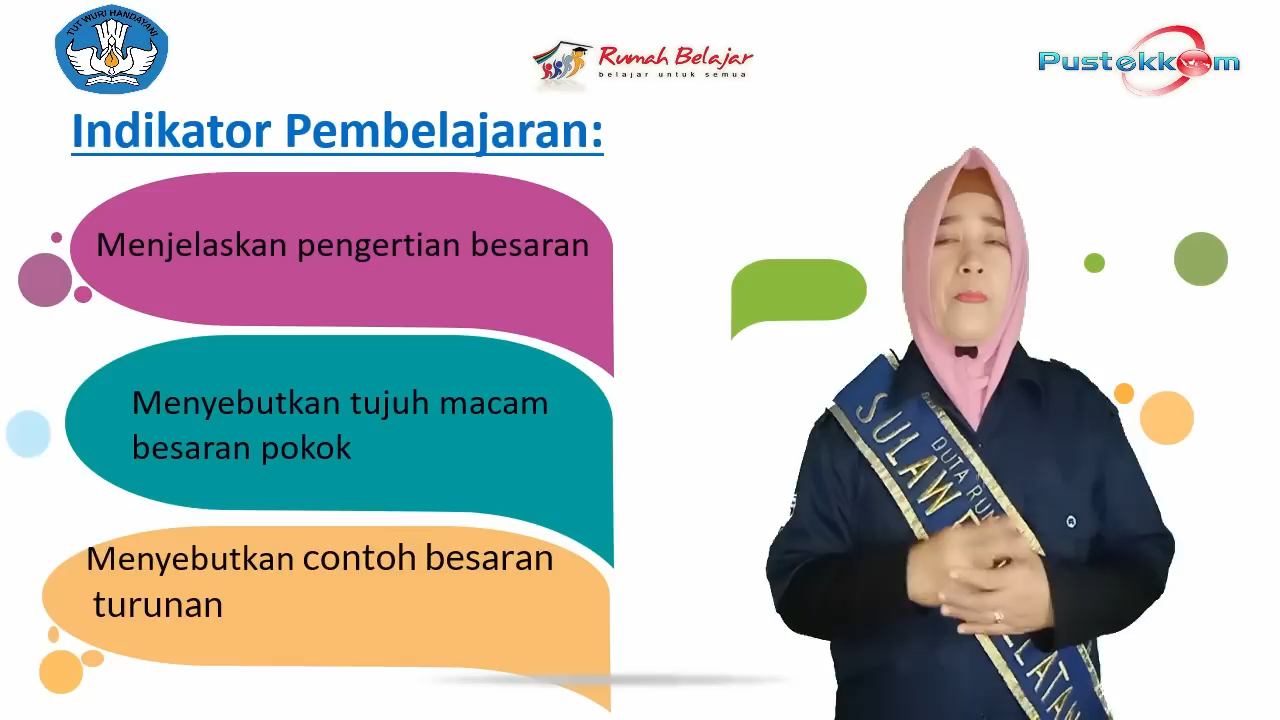 TUT WURI HANDAYANI
Rumah Belajar
belajar untuk semua
Pustekkom
Indikator Pembelajaran:
Menjelaskan pengertian besaran
Menyebutkan tujuh macam
besaran pokok
Menyebutkan contoh besaran
turunan
DUTA
SULAW